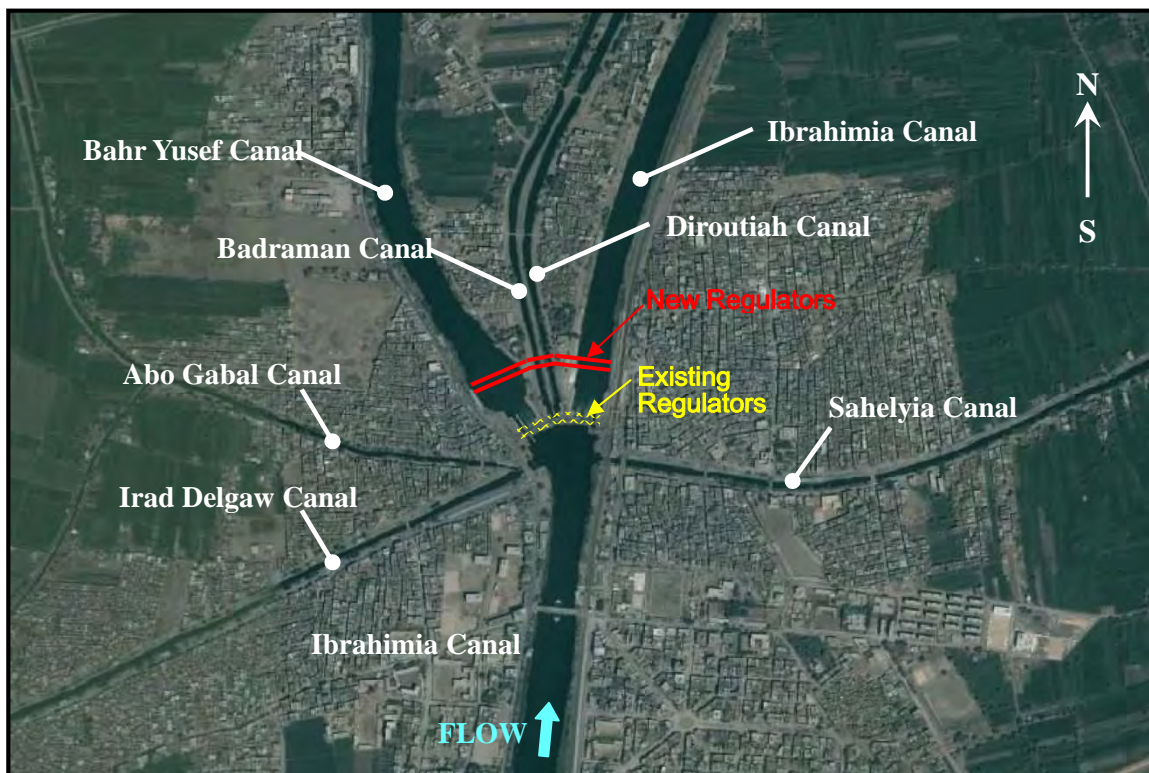 N
Ibrahimia Canal
Bahr Yusef Canal
Diroutiah Canal
S
Badraman Canal
New Regulators
Abo Gabal Canal
Existing
Regulators
Sahelyia Canal
Irad Delgaw Canal
Ibrahimia Canal
FLOW